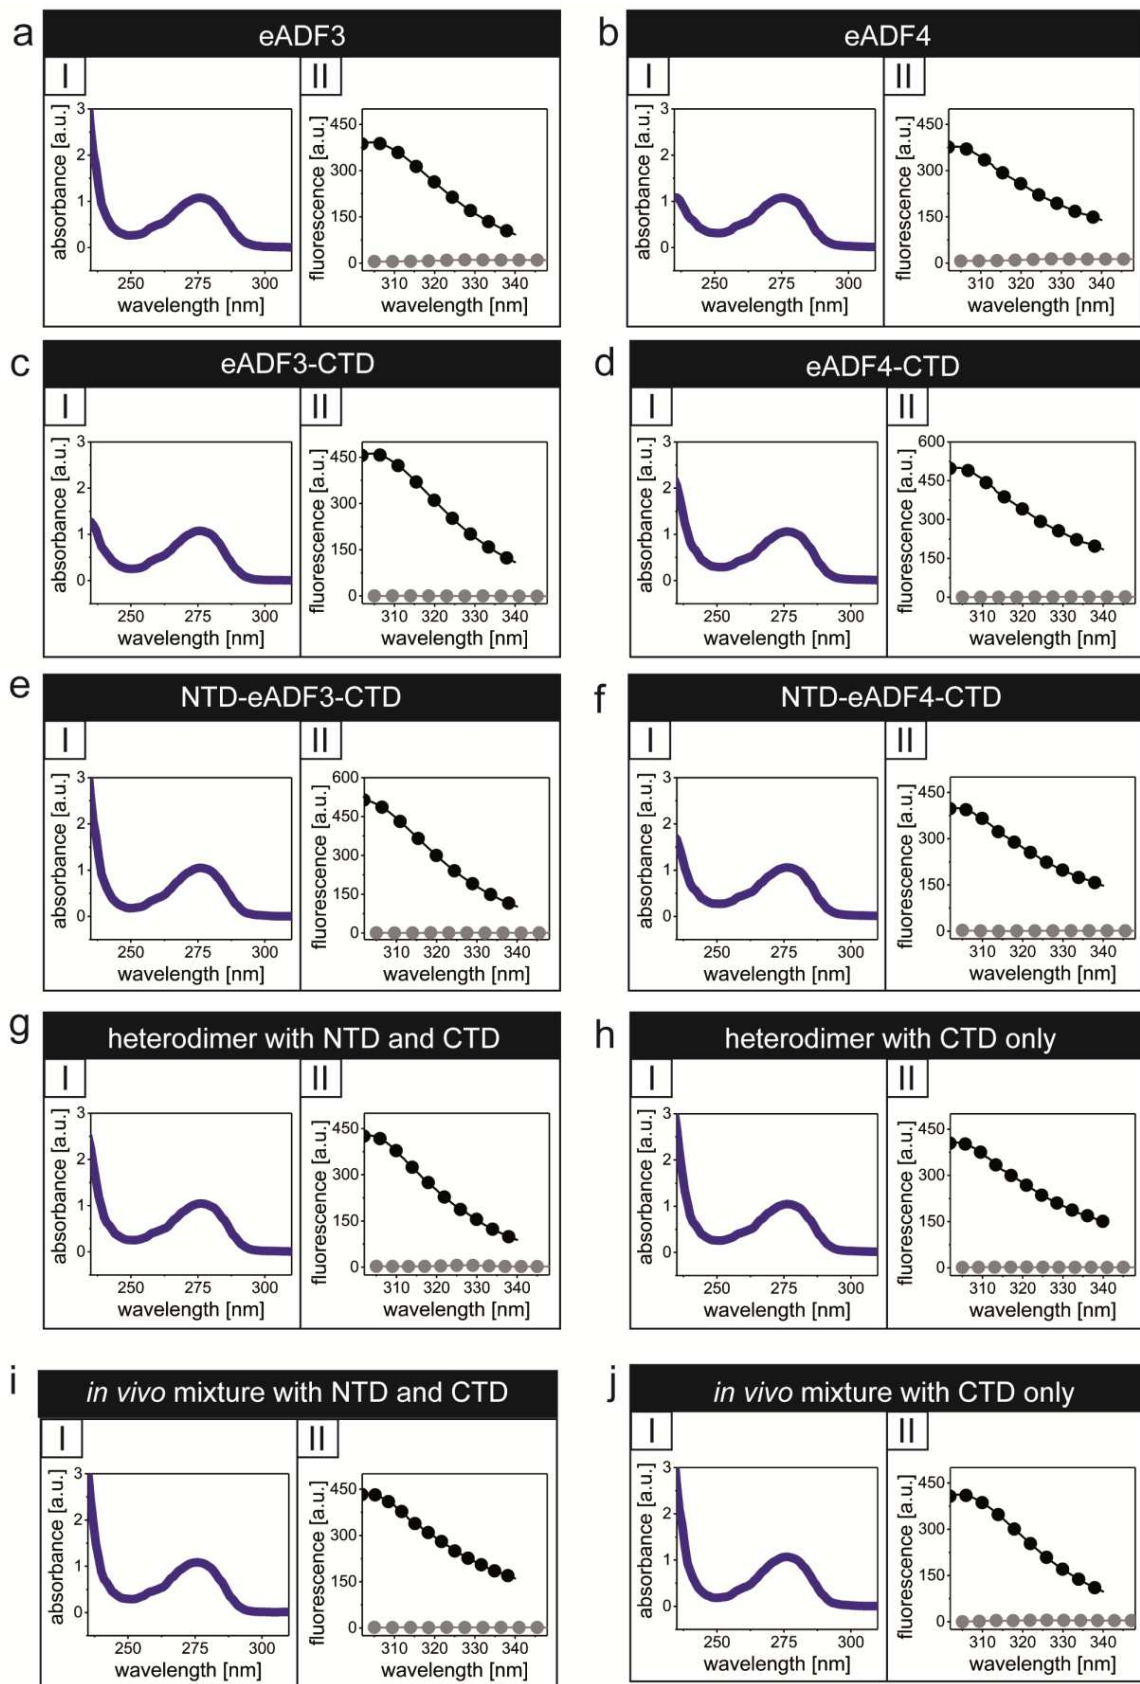 a
eADF3
I
II
absorbance [a.u.]
3
2
1
0
250
275
300
wavelength [nm]
fluorescence [a.u.]
450
300
150
0
310
320
330
340
wavelength [nm]
b
eADF4
I
II
absorbance [a.u.]
3
2
1
0
250
275
300
wavelength [nm]
fluorescence [a.u.]
450
300
150
0
310
320
330
340
wavelength [nm]
c
eADF3-CTD
I
II
absorbance [a.u.]
3
2
1
0
250
275
300
wavelength [nm]
fluorescence [a.u.]
450
300
150
0
310
320
330
340
wavelength [nm]
d
eADF4-CTD
I
II
absorbance [a.u.]
3
2
1
0
250
275
300
wavelength [nm]
fluorescence [a.u.]
600
450
300
150
0
310
320
330
340
wavelength [nm]
e
NTD-eADF3-CTD
I
II
absorbance [a.u.]
3
2
1
0
250
275
300
wavelength [nm]
fluorescence [a.u.]
600
450
300
150
0
310
320
330
340
wavelength [nm]
f
NTD-eADF4-CTD
I
II
absorbance [a.u.]
3
2
1
0
250
275
300
wavelength [nm]
fluorescence [a.u.]
450
300
150
0
310
320
330
340
wavelength [nm]
g
heterodimer with NTD and CTD
I
II
absorbance [a.u.]
3
2
1
0
250
275
300
wavelength [nm]
fluorescence [a.u.]
450
300
150
0
310
320
330
340
wavelength [nm]
h
heterodimer with CTD only
I
II
absorbance [a.u.]
3
2
1
0
250
275
300
wavelength [nm]
fluorescence [a.u.]
450
300
150
0
310
320
330
340
wavelength [nm]
i
in vivo mixture with NTD and CTD
I
II
absorbance [a.u.]
3
2
1
0
250
275
300
wavelength [nm]
fluorescence [a.u.]
450
300
150
0
310
320
330
340
wavelength [nm]
j
in vivo mixture with CTD only
I
II
absorbance [a.u.]
3
2
1
0
250
275
300
wavelength [nm]
fluorescence [a.u.]
450
300
150
0
310
320
330
340
wavelength [nm]